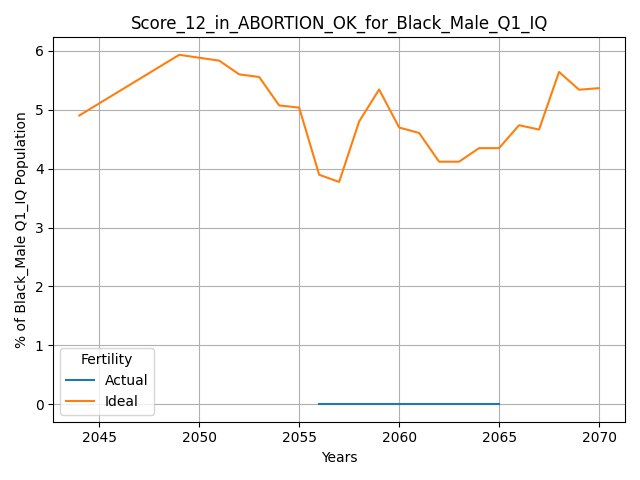 Score_12_in_ABORTION_OK_for_Black_Male_Q1_IQ
% of Black_Male Q1_IQ Population
6
5
4
3
2
1
0
Fertility
Actual
Ideal
2045 2050 2055 2060 2065 2070
Years